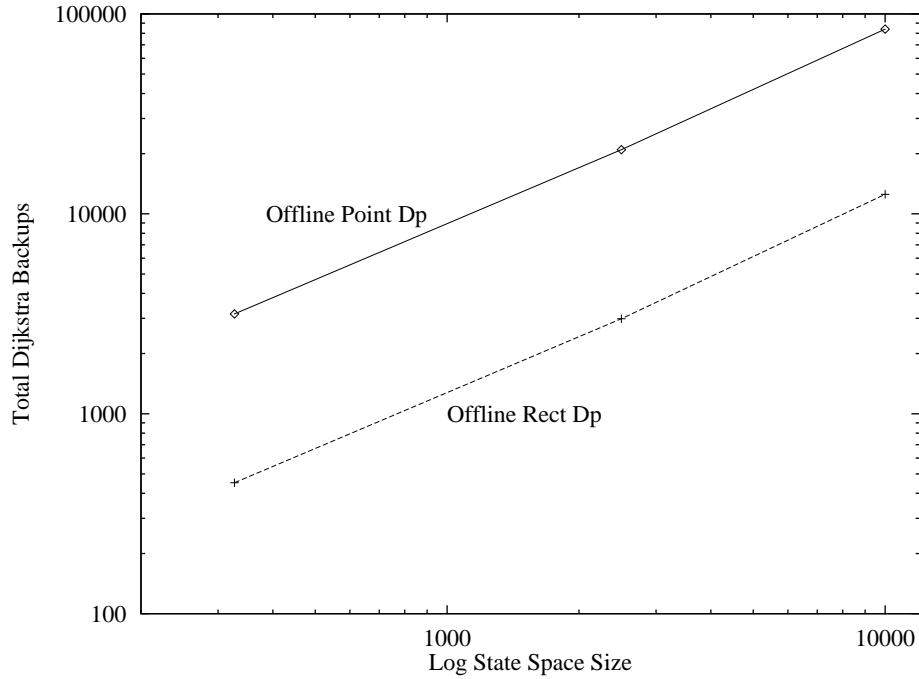 100000
10000
1000
100
Total Dijkstra Backups
Offline Point Dp
Offline Rect Dp
1000
10000
Log State Space Size